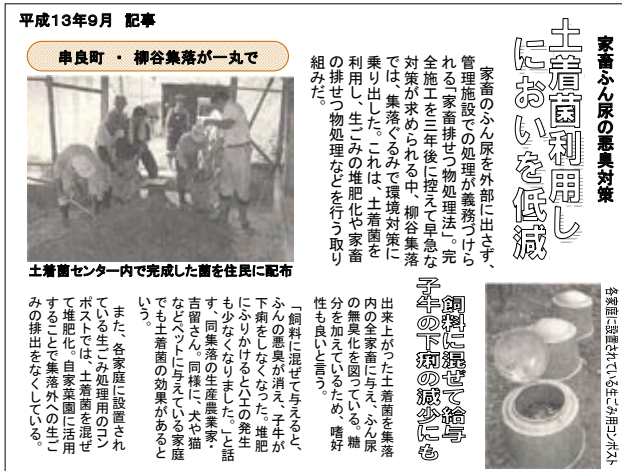 平成13年9月 記事
家畜ふん尿の悪臭対策
土着菌利用し
においを低減
串良町 ・ 柳谷集落が一丸で
家畜のふん尿を外部に出さず、
管理施設での処理が義務づけら
れる「家畜排せつ物処理法」。完
全施工を三年後に控えて早急な
対策が求められる中、柳谷集落
では、集落ぐるみで環境対策に
乗り出した。これは、土着菌を
利用し、生ごみの堆肥化や家畜
の排せつ物処理などを行う取り
組みだ。
土着菌センター内で完成した菌を住民に配布
各家庭に設置されている生ごみ用コンポスト
飼料に混ぜて給与
子牛の下痢の減少にも
出来上がった土着菌を集落
内の全家畜に与え、ふん尿
の無臭化を図っている。糖
分を加えているため、嗜好
性も良いと言う。
「飼料に混ぜて与えると、
ふんの悪臭が消え、子牛が
下痢をしなくなった。堆肥
にふりかけるとハエの発生
も少なくなりました。」と話
す、同集落の生産農業家・
吉留さん。同様に、犬や猫
などペットに与えている家庭
でも土着菌の効果があると
いう。
また、各家庭に設置され
ている生ごみ処理用のコン
ポストでは、土着菌を混ぜ
て堆肥化。自家菜園に活用
することで集落外への生ご
みの排出をなくしている。